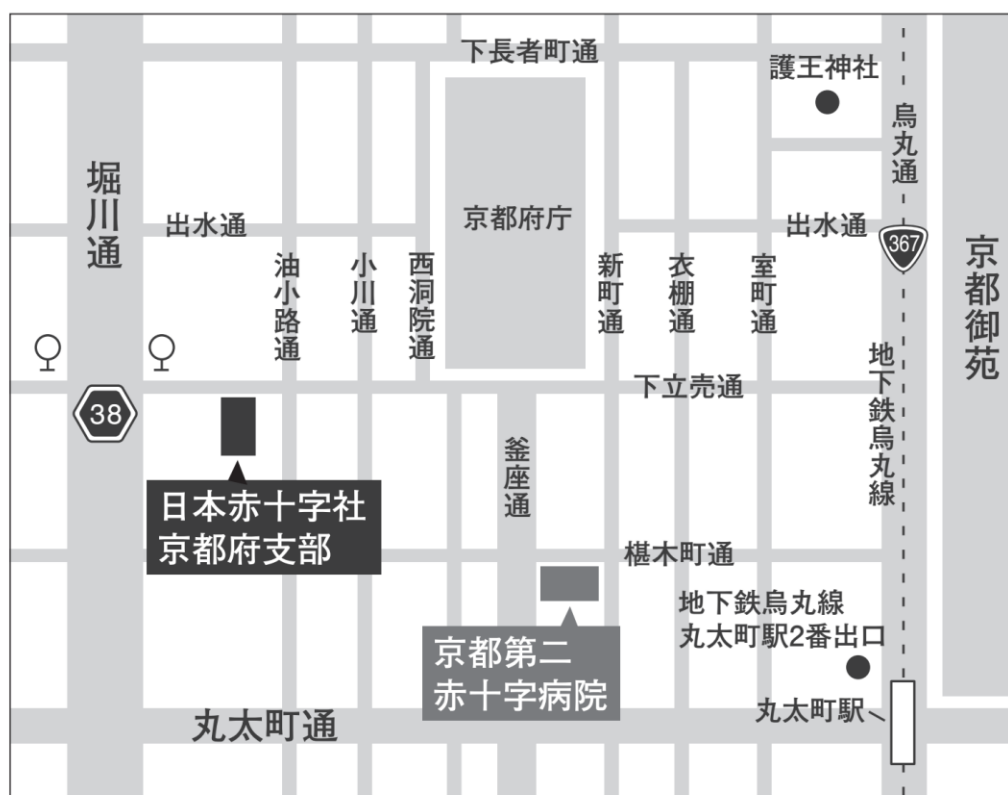 下長者町通
護王神社
烏丸通
堀川通
出水通
京都府庁
出水通
367
京都御苑
油小路通
小川通
西洞院通
新町通
衣棚通
室町通
下立売通
地下鉄烏丸線
38
釜座通
日本赤十字社
京都府支部
椹木町通
地下鉄烏丸線
丸太町駅2番出口
京都第二
赤十字病院
丸太町駅
丸太町通